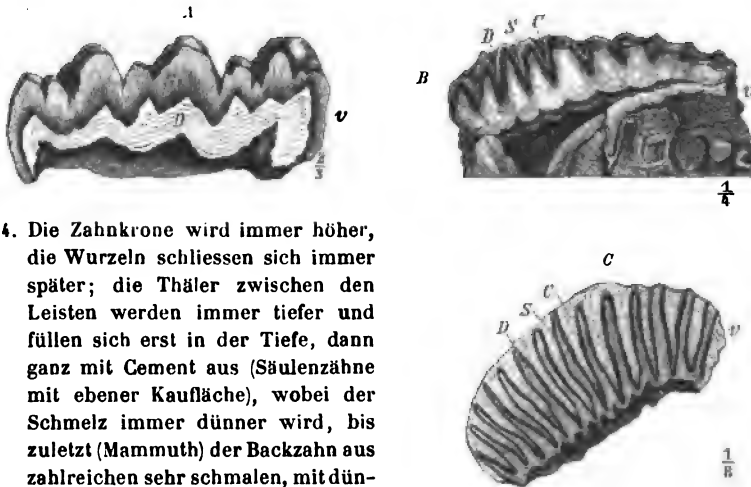 A
D
v
2/3
B
D S C
v
1/4
4. Die Zahnkrone wird immer höher,
die Wurzeln schliessen sich immer
später; die Thäler zwischen den
Leisten werden immer tiefer und
füllen sich erst in der Tiefe, dann
ganz mit Cement aus (Säulenzähne
mit ebener Kaufläche), wobei der
Schmelz immer dünner wird, bis
zuletzt (Mammuth) der Backzahn aus
zahlreichen sehr schmalen, mit dün-
C
C
S
D
v